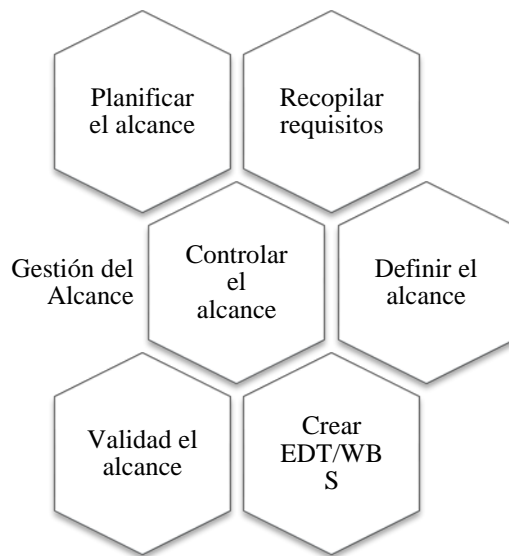 Planificar
el alcance
Recopilar
requisitos
Gestión del
Alcance
Controlar
el
alcance
Definir el
alcance
Validad el
alcance
Crear
EDT/WB
S